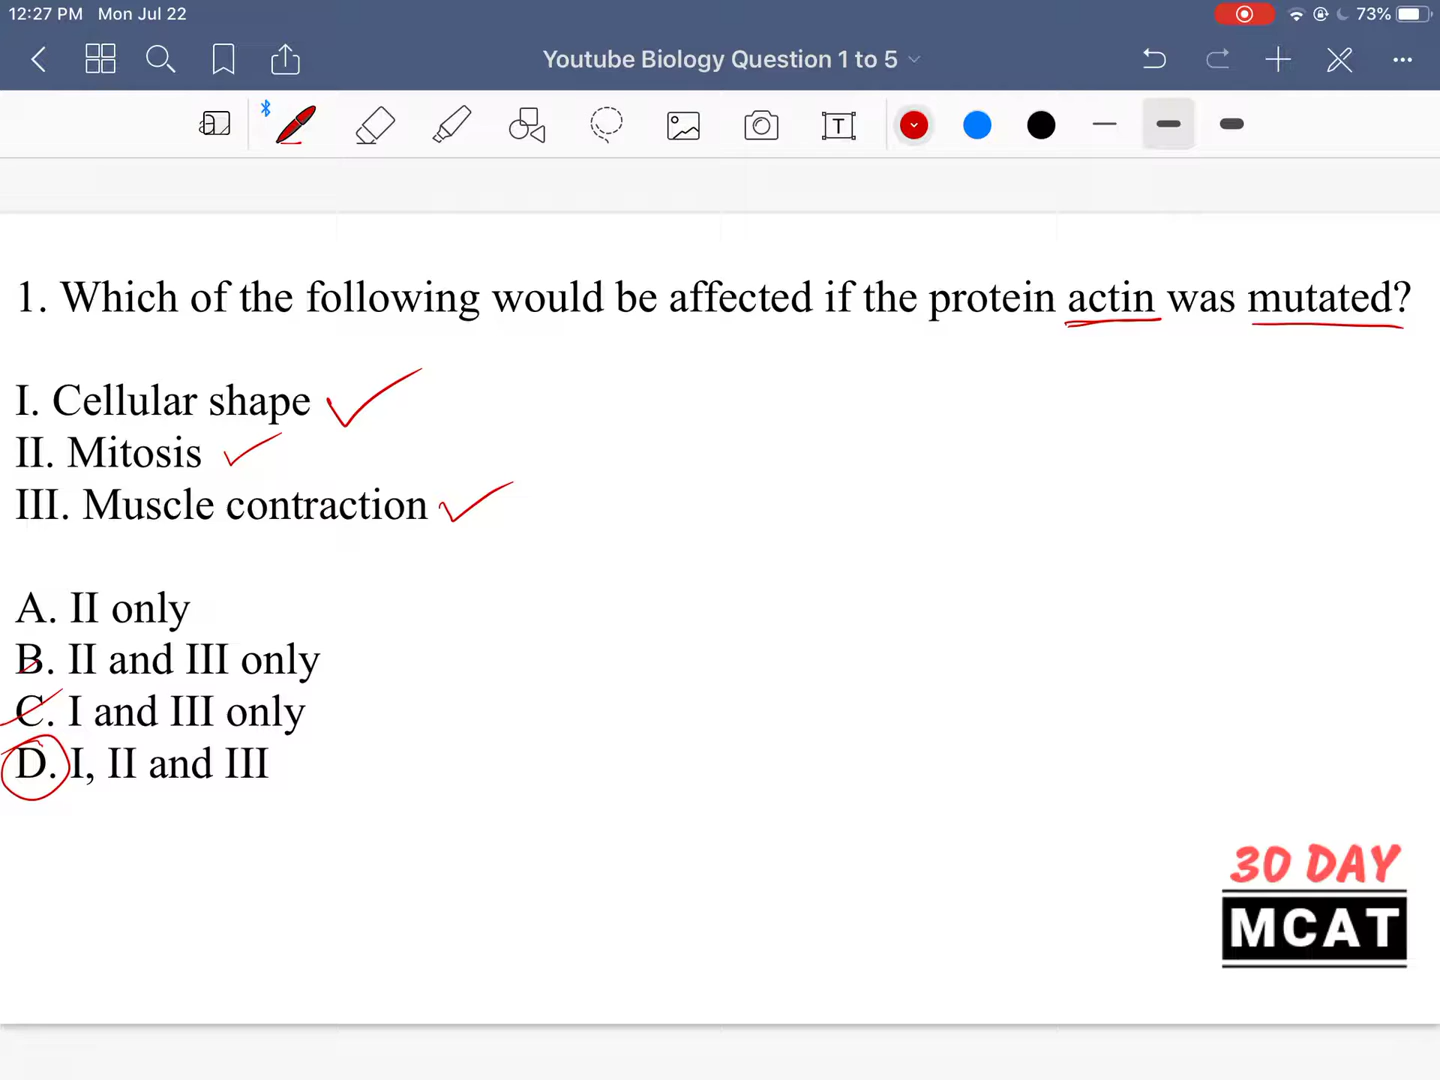 12:27 PM Mon Jul 22
73%
Youtube Biology Question 1 to 5
1. Which of the following would be affected if the protein actin was mutated?
I. Cellular shape
II. Mitosis
III. Muscle contraction
A. II only
B. II and III only
C. I and III only
D. I, II and III
30 DAY
MCAT